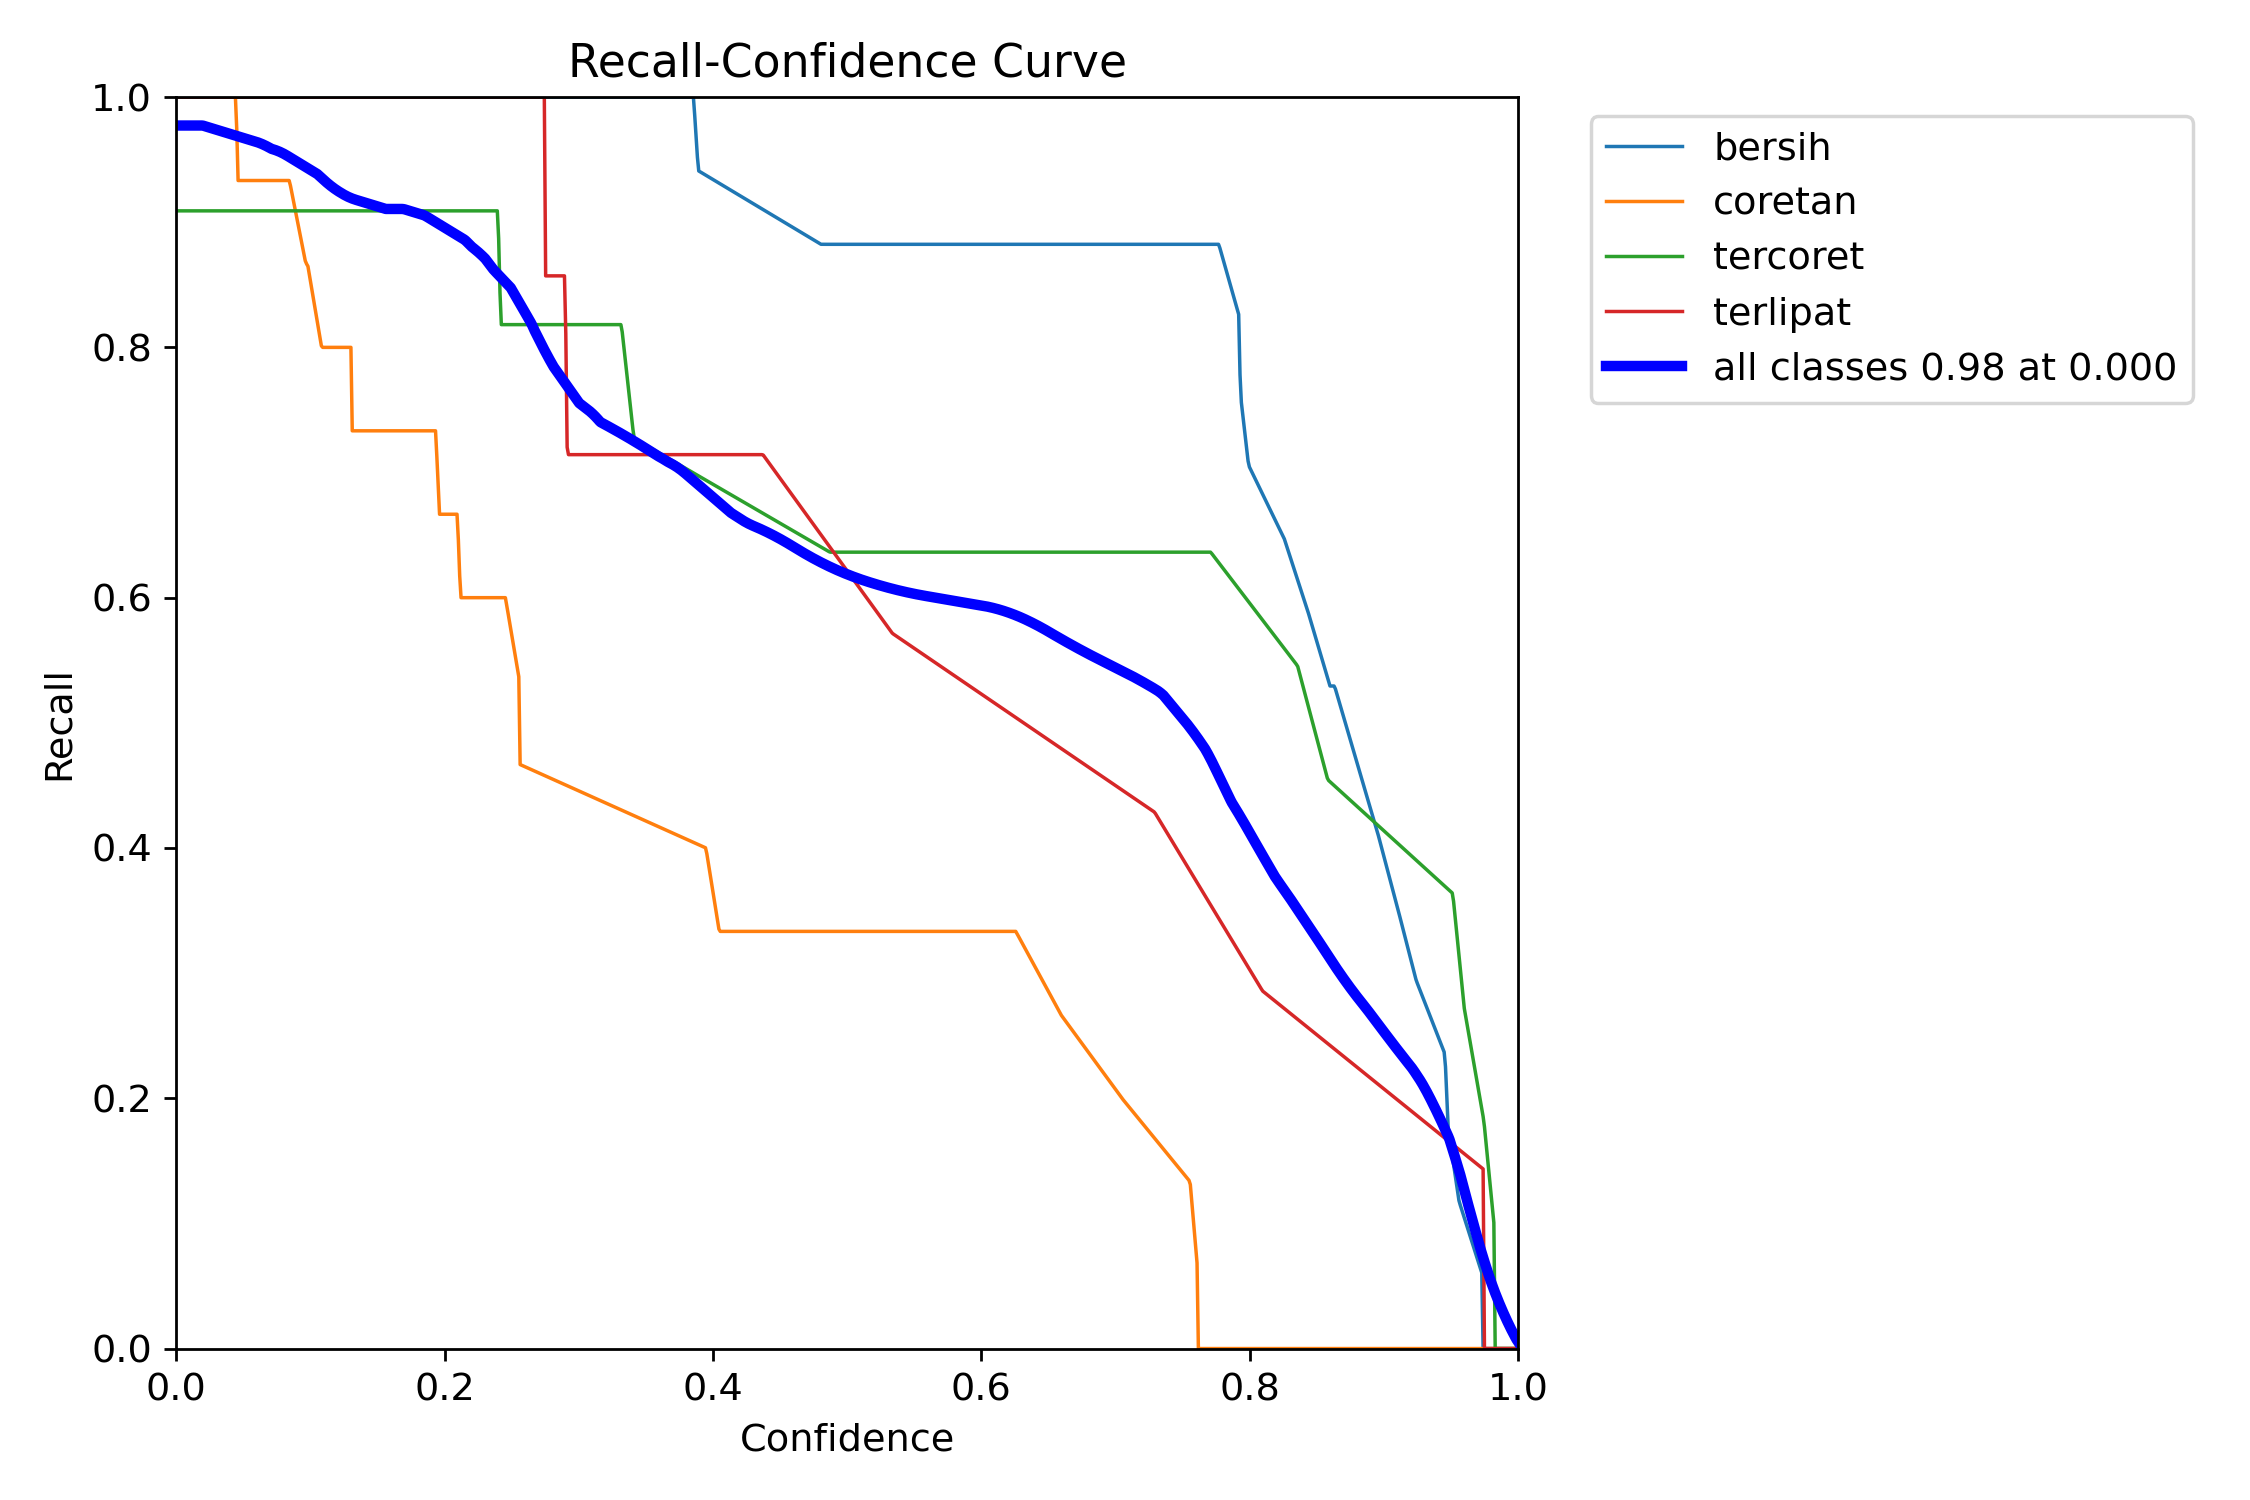 Recall-Confidence Curve
1.0
0.8
0.6
0.4
0.2
0.0
Recall
0.0 0.2 0.4 0.6 0.8 1.0
Confidence
bersih
coretan
tercoret
terlipat
all classes 0.98 at 0.000